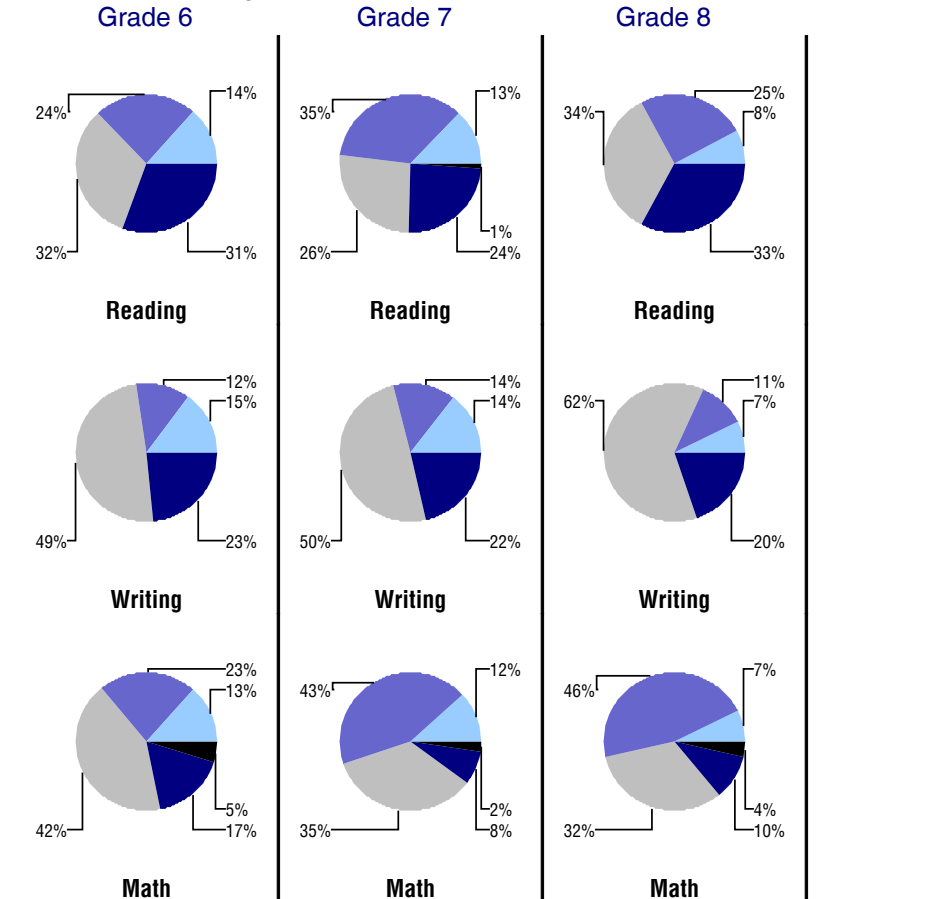 Grade 6 Grade 7 Grade 8
14% 13% 25%
24% 35% 34% 8%
1%
32% 31% 26% 24% 33%
Reading Reading Reading
12% 14% 11%
15% 14% 62% 7%
49% 23% 50% 22% 20%
Writing Writing Writing
23% 12% 7%
13% 43% 46%
5% 2% 4%
42% 17% 35% 8% 32% 10%
Math Math Math